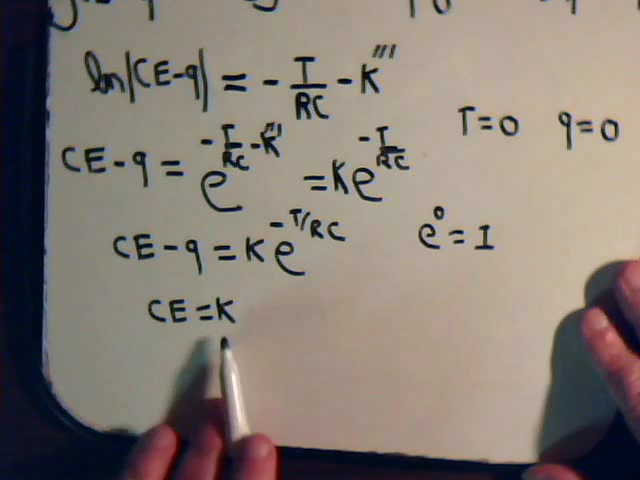 ln|CE-q| = -T/RC - K'''
T=0 q=0
CE-q = e^(-T/RC-K''') = Ke^(-T/RC)
CE-q = Ke^(-T/RC) e^0 = 1
CE=K